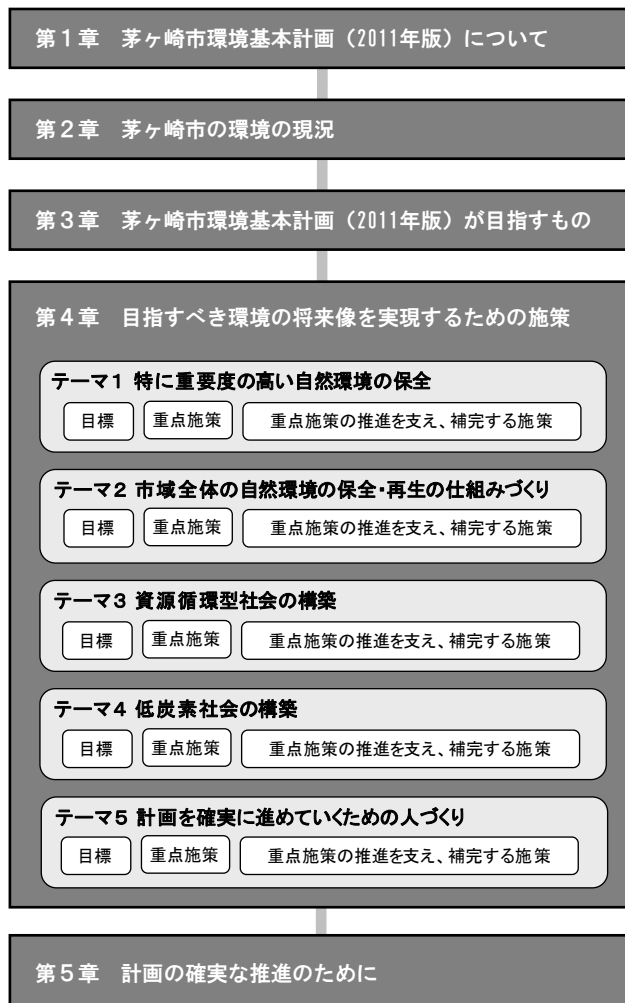 第１章　茅ヶ崎市環境基本計画（2011年版）について
第２章　茅ヶ崎市の環境の現況
第３章　茅ヶ崎市環境基本計画（2011年版）が目指すもの
第４章　目指すべき環境の将来像を実現するための施策
テーマ１ 特に重要度の高い自然環境の保全
目標　重点施策　重点施策の推進を支え、補完する施策
テーマ２ 市域全体の自然環境の保全・再生の仕組みづくり
目標　重点施策　重点施策の推進を支え、補完する施策
テーマ３ 資源循環型社会の構築
目標　重点施策　重点施策の推進を支え、補完する施策
テーマ４ 低炭素社会の構築
目標　重点施策　重点施策の推進を支え、補完する施策
テーマ５ 計画を確実に進めていくための人づくり
目標　重点施策　重点施策の推進を支え、補完する施策
第５章　計画の確実な推進のために